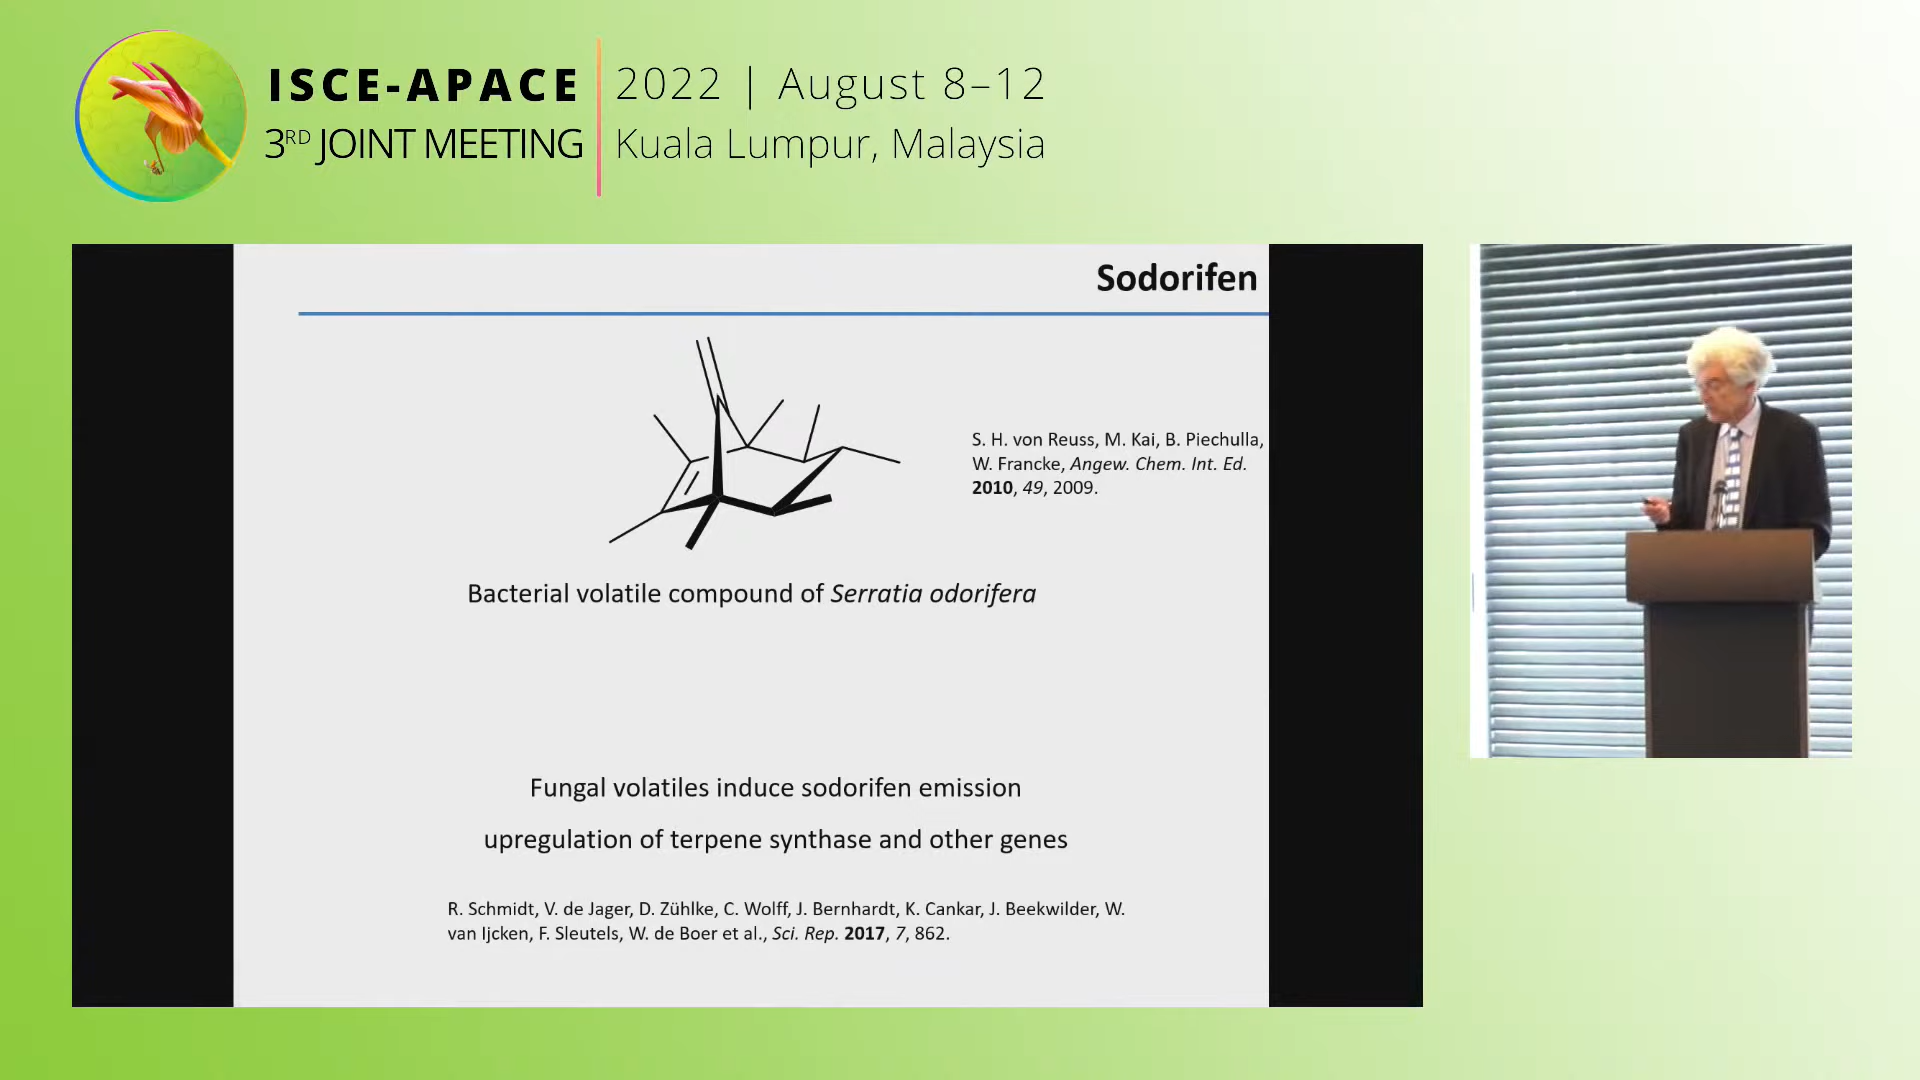 ISCE-APACE
3RD JOINT MEETING
2022 | August 8–12
Kuala Lumpur, Malaysia
Sodorifen
S. H. von Reuss, M. Kai, B. Piechulla,
W. Francke, Angew. Chem. Int. Ed.
2010, 49, 2009.
Bacterial volatile compound of Serratia odorifera
Fungal volatiles induce sodorifen emission
upregulation of terpene synthase and other genes
R. Schmidt, V. de Jager, D. Zühlke, C. Wolff, J. Bernhardt, K. Cankar, J. Beekwilder, W.
van Ijcken, F. Sleutels, W. de Boer et al., Sci. Rep. 2017, 7, 862.